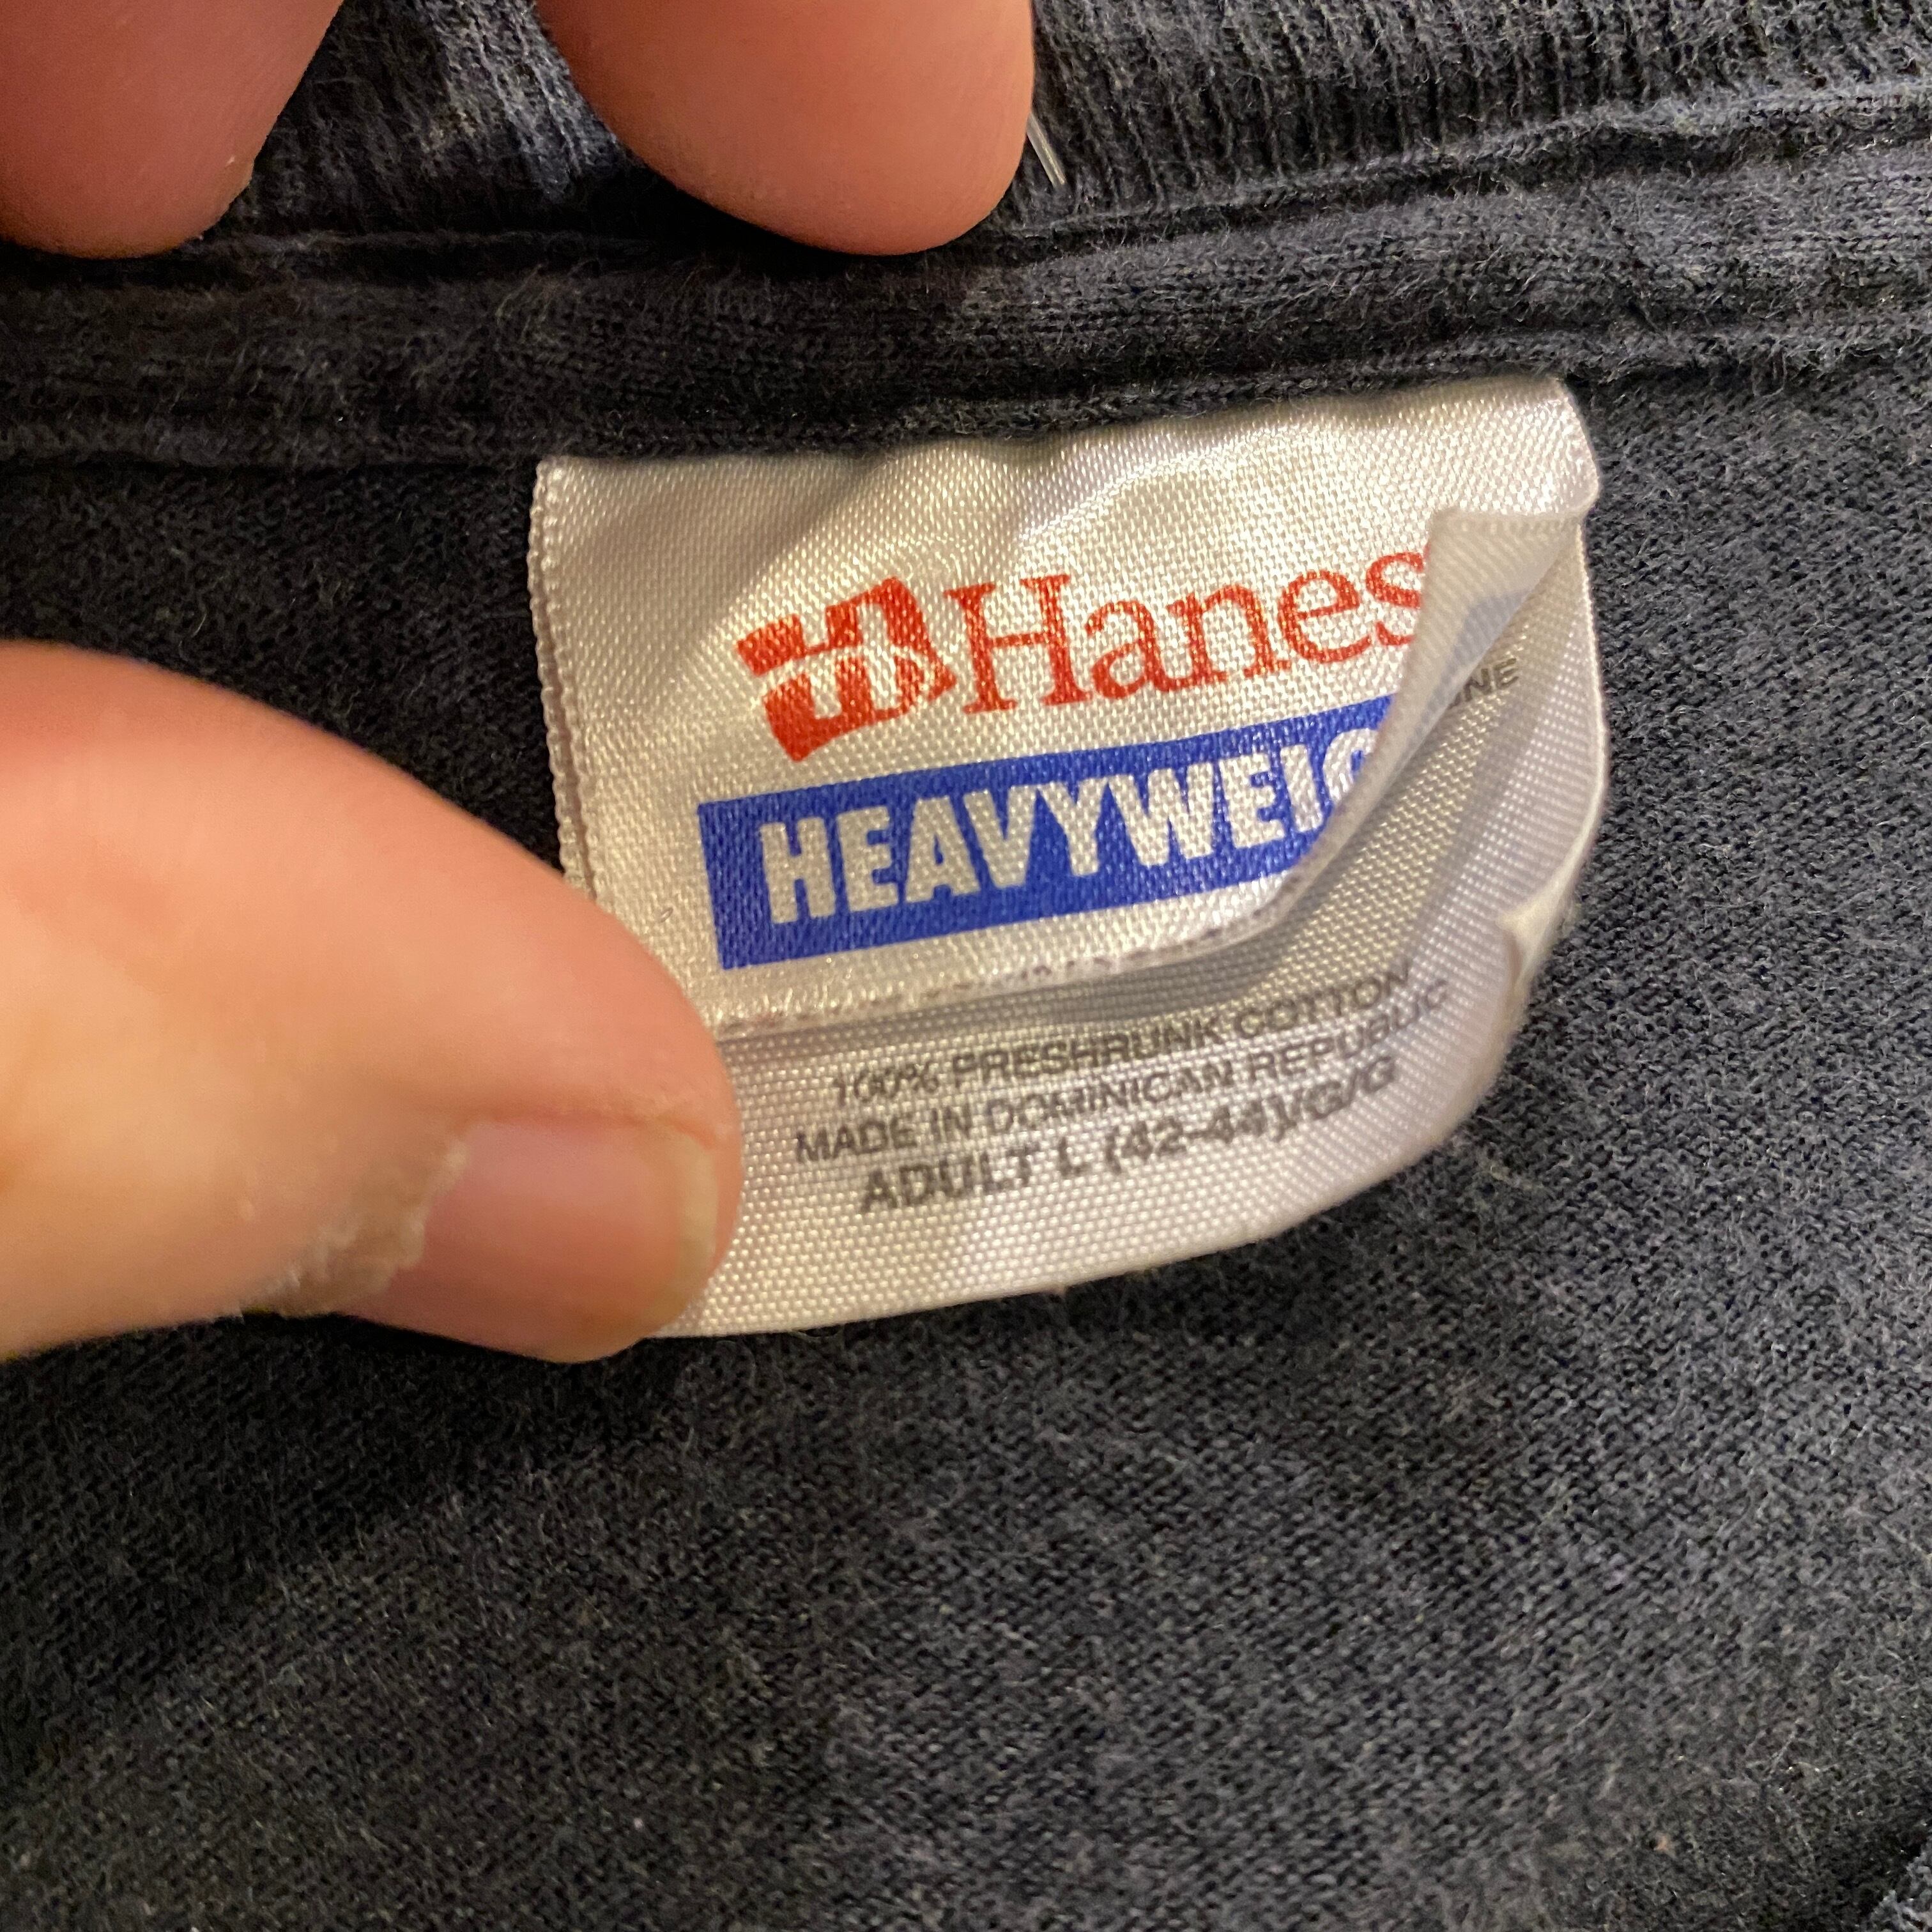 Hanes
HEAVYWEIG
100% PRESHRUNK COTTON
MADE IN DOMINICAN REPUBLIC
ADULT L (42-44)/G/G